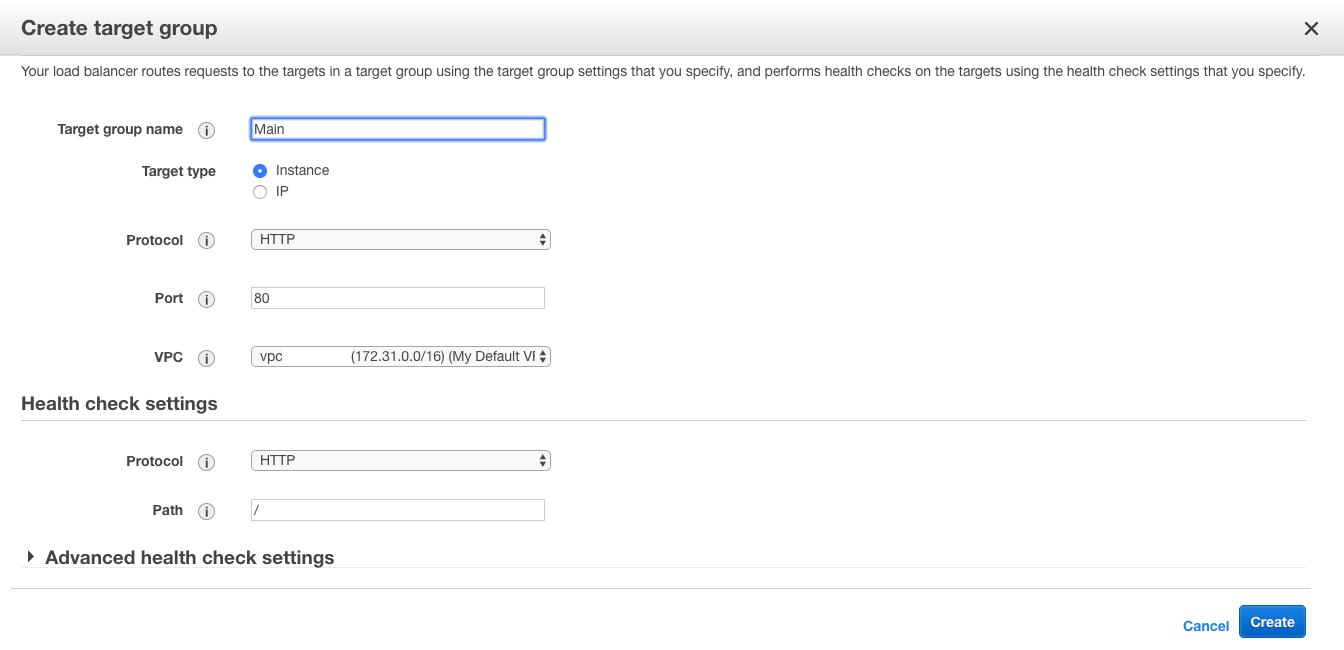 Create target group
Your load balancer routes requests to the targets in a target group using the target group settings that you specify, and performs health checks on the targets using the health check settings that you specify.
Target group name i Main
Target type Instance
IP
Protocol i HTTP
Port i 80
VPC i vpc (172.31.0.0/16) (My Default VP
Health check settings
Protocol i HTTP
Path i /
Advanced health check settings
Cancel Create